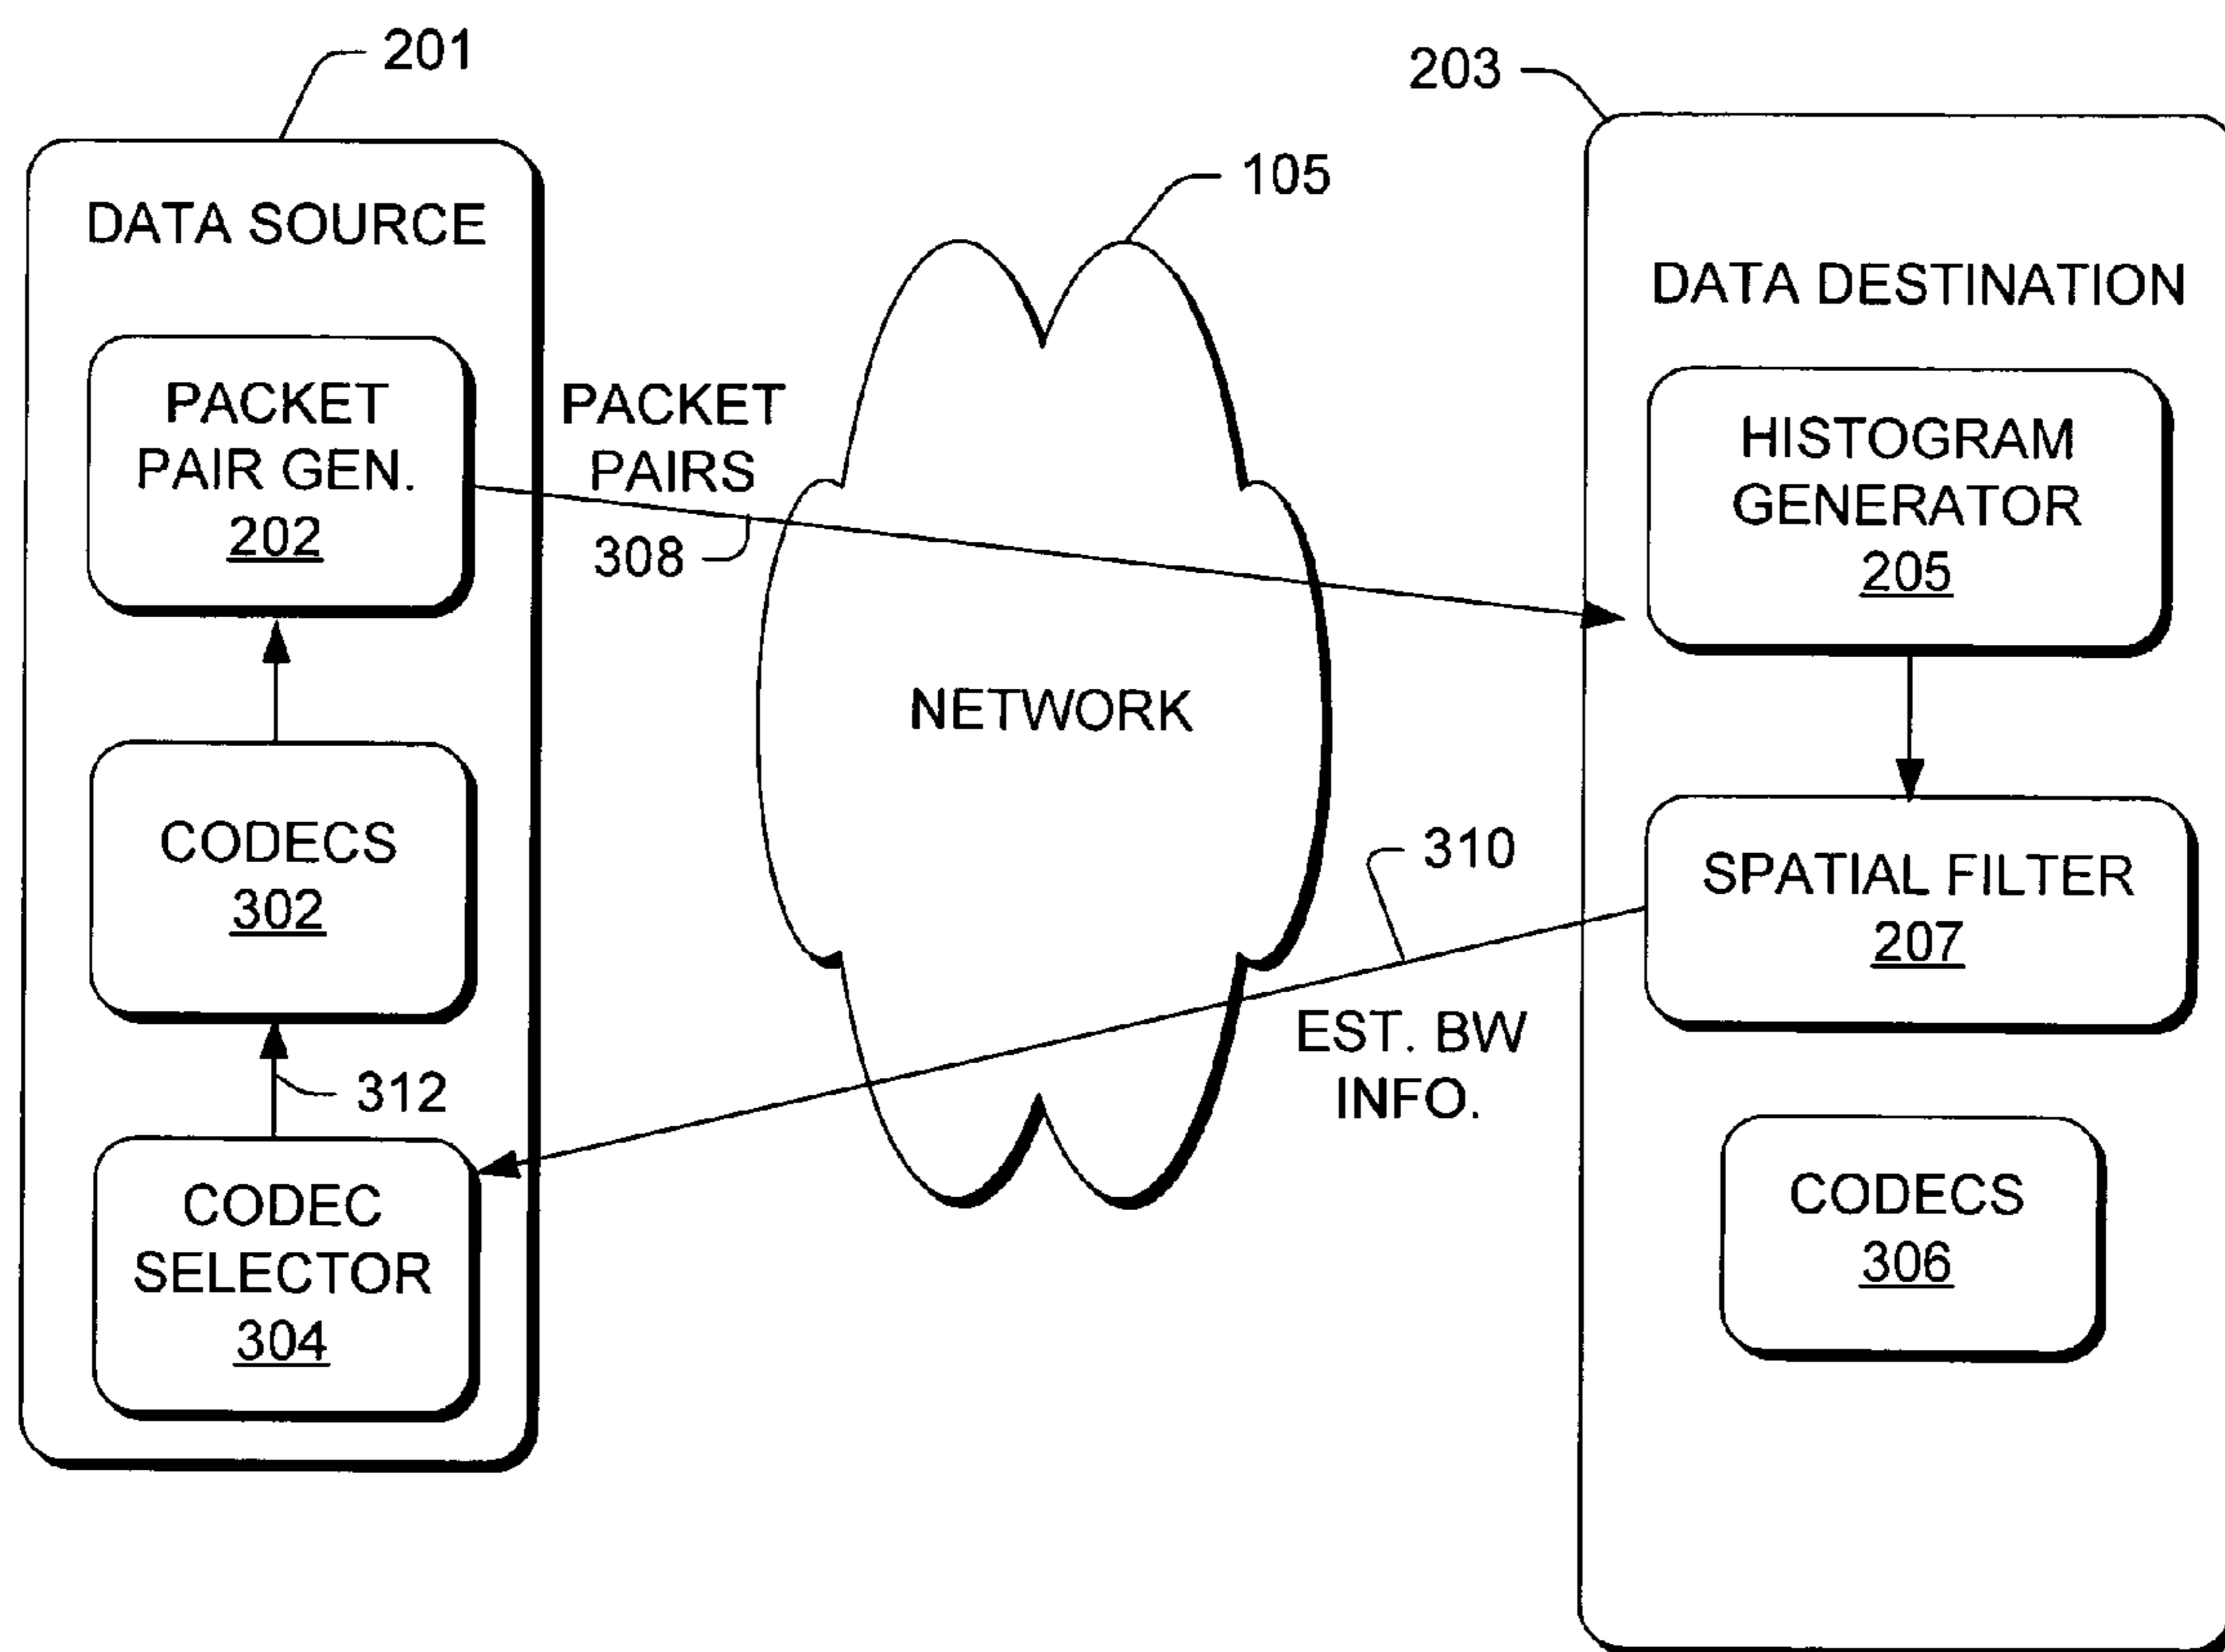 201
DATA SOURCE
PACKET
PAIR GEN.
202
CODECS
302
312
CODEC
SELECTOR
304
PACKET
PAIRS
308
105
NETWORK
310
EST. BW
INFO.
203
DATA DESTINATION
HISTOGRAM
GENERATOR
205
SPATIAL FILTER
207
CODECS
306